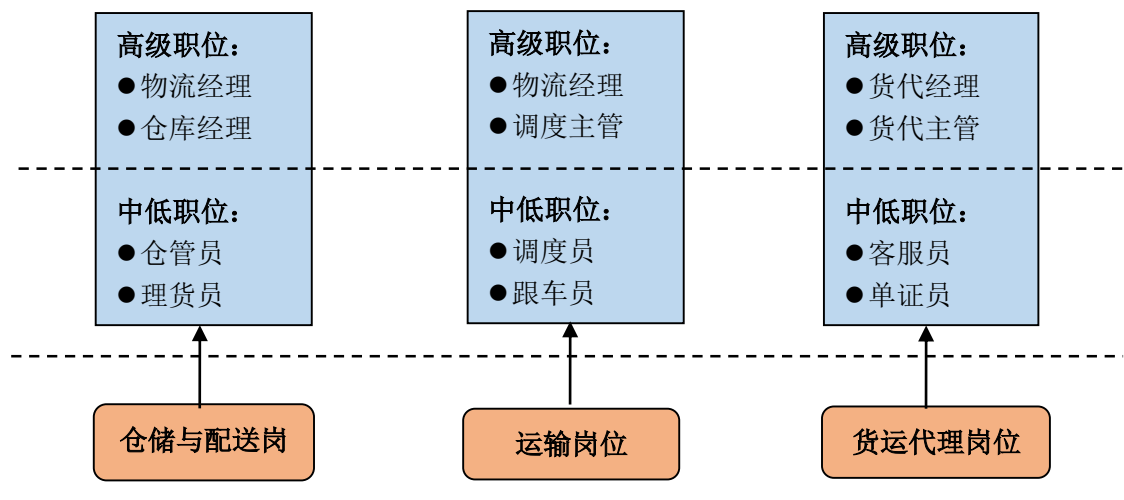 高级职位：
●物流经理
●仓库经理
中低职位：
●仓管员
●理货员
仓储与配送岗
高级职位：
●物流经理
●调度主管
中低职位：
●调度员
●跟车员
运输岗位
高级职位：
●货代经理
●货代主管
中低职位：
●客服员
●单证员
货运代理岗位